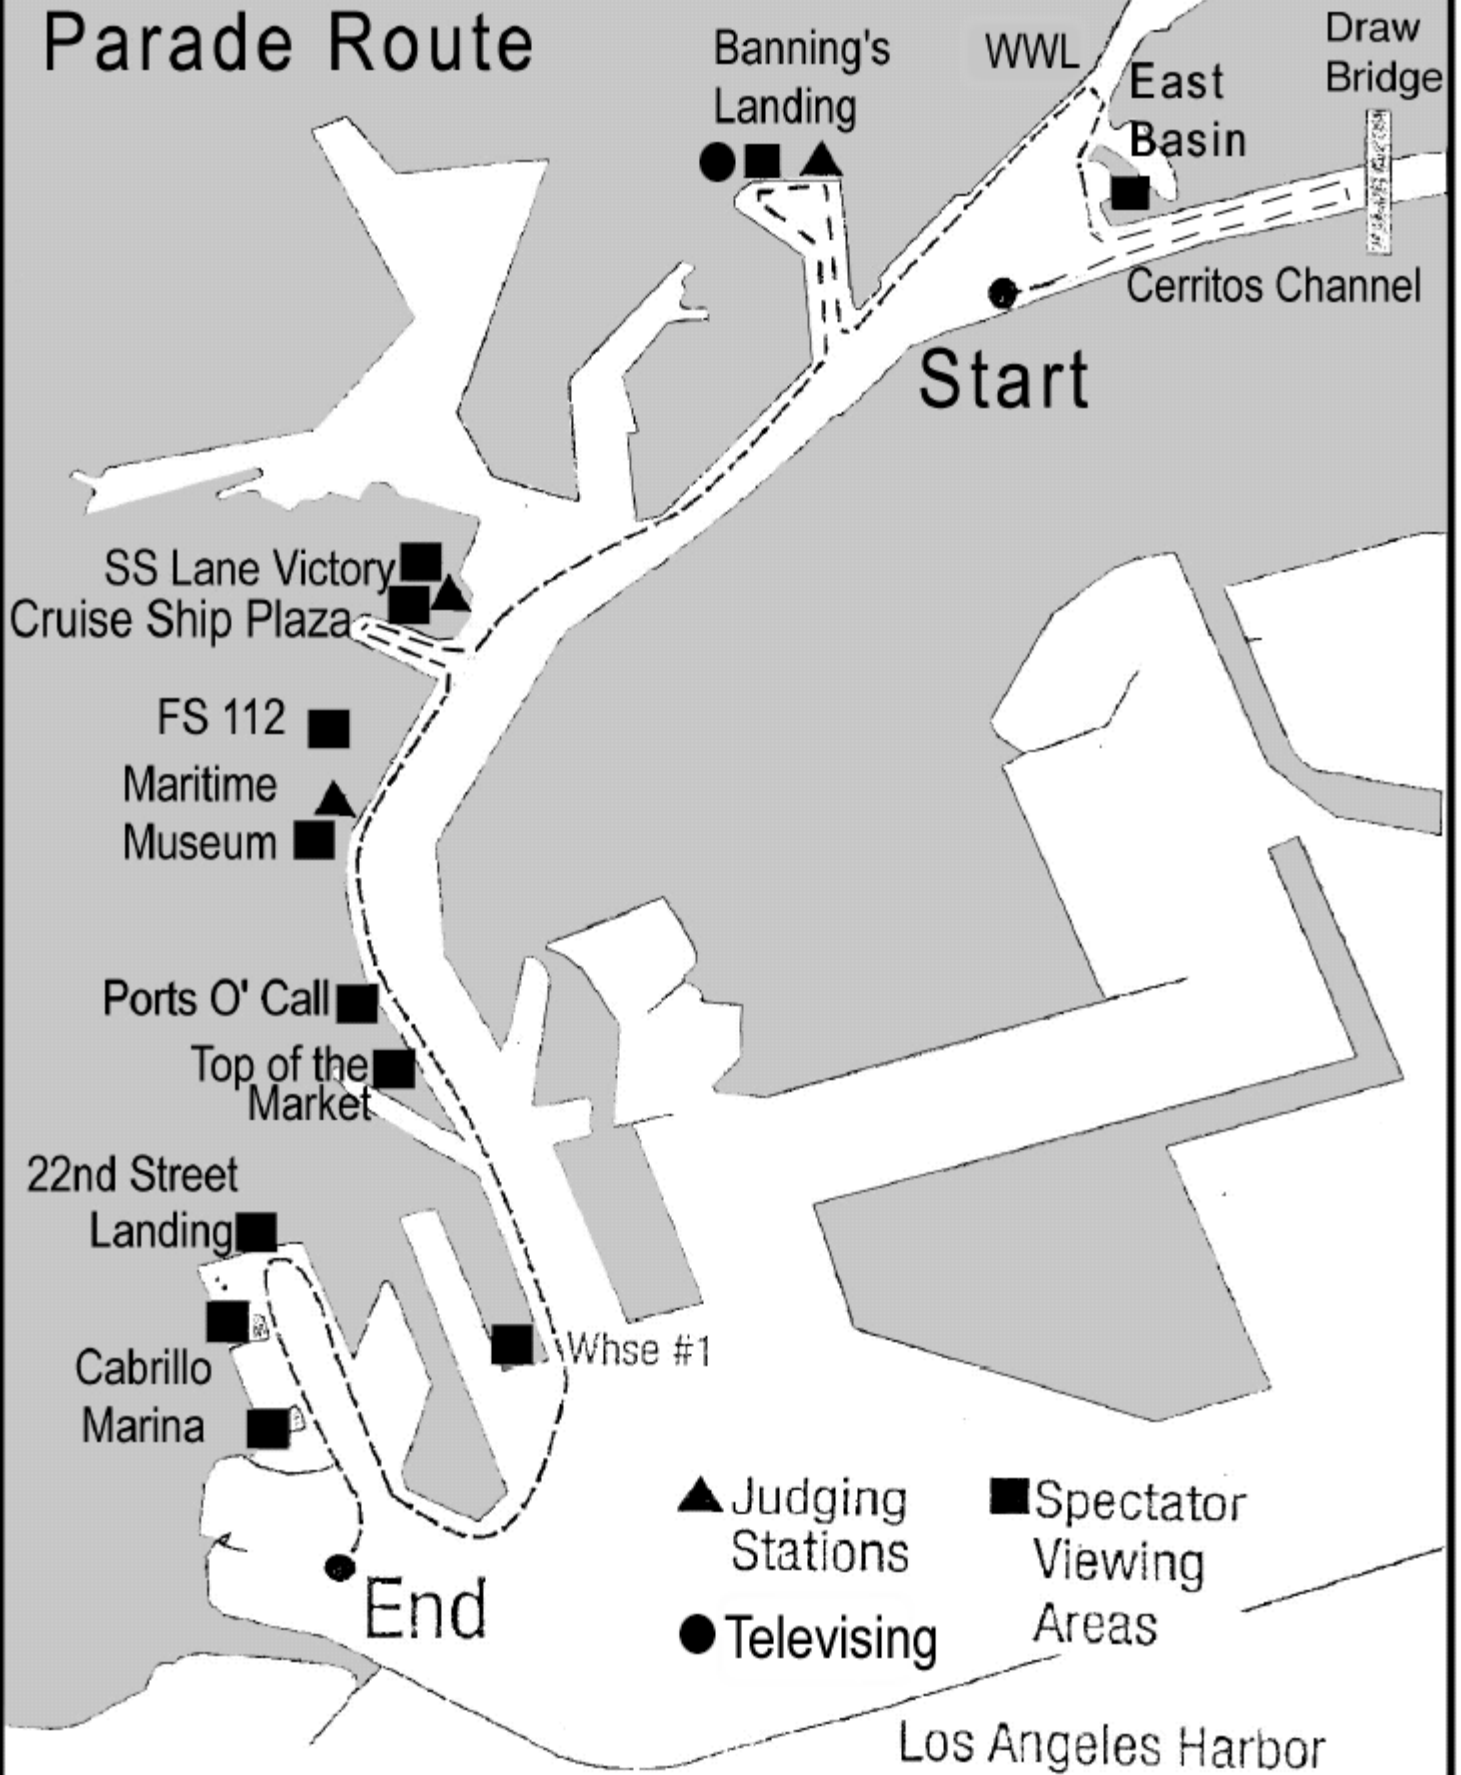 Parade Route
Banning's
Landing
WWL
East
Basin
Draw
Bridge
Cerritos Channel
Start
SS Lane Victory
Cruise Ship Plaza
FS 112
Maritime
Museum
Ports O' Call
Top of the
Market
22nd Street
Landing
Whse #1
Cabrillo
Marina
End
Judging
Stations
Spectator
Viewing
Areas
Televising
Los Angeles Harbor